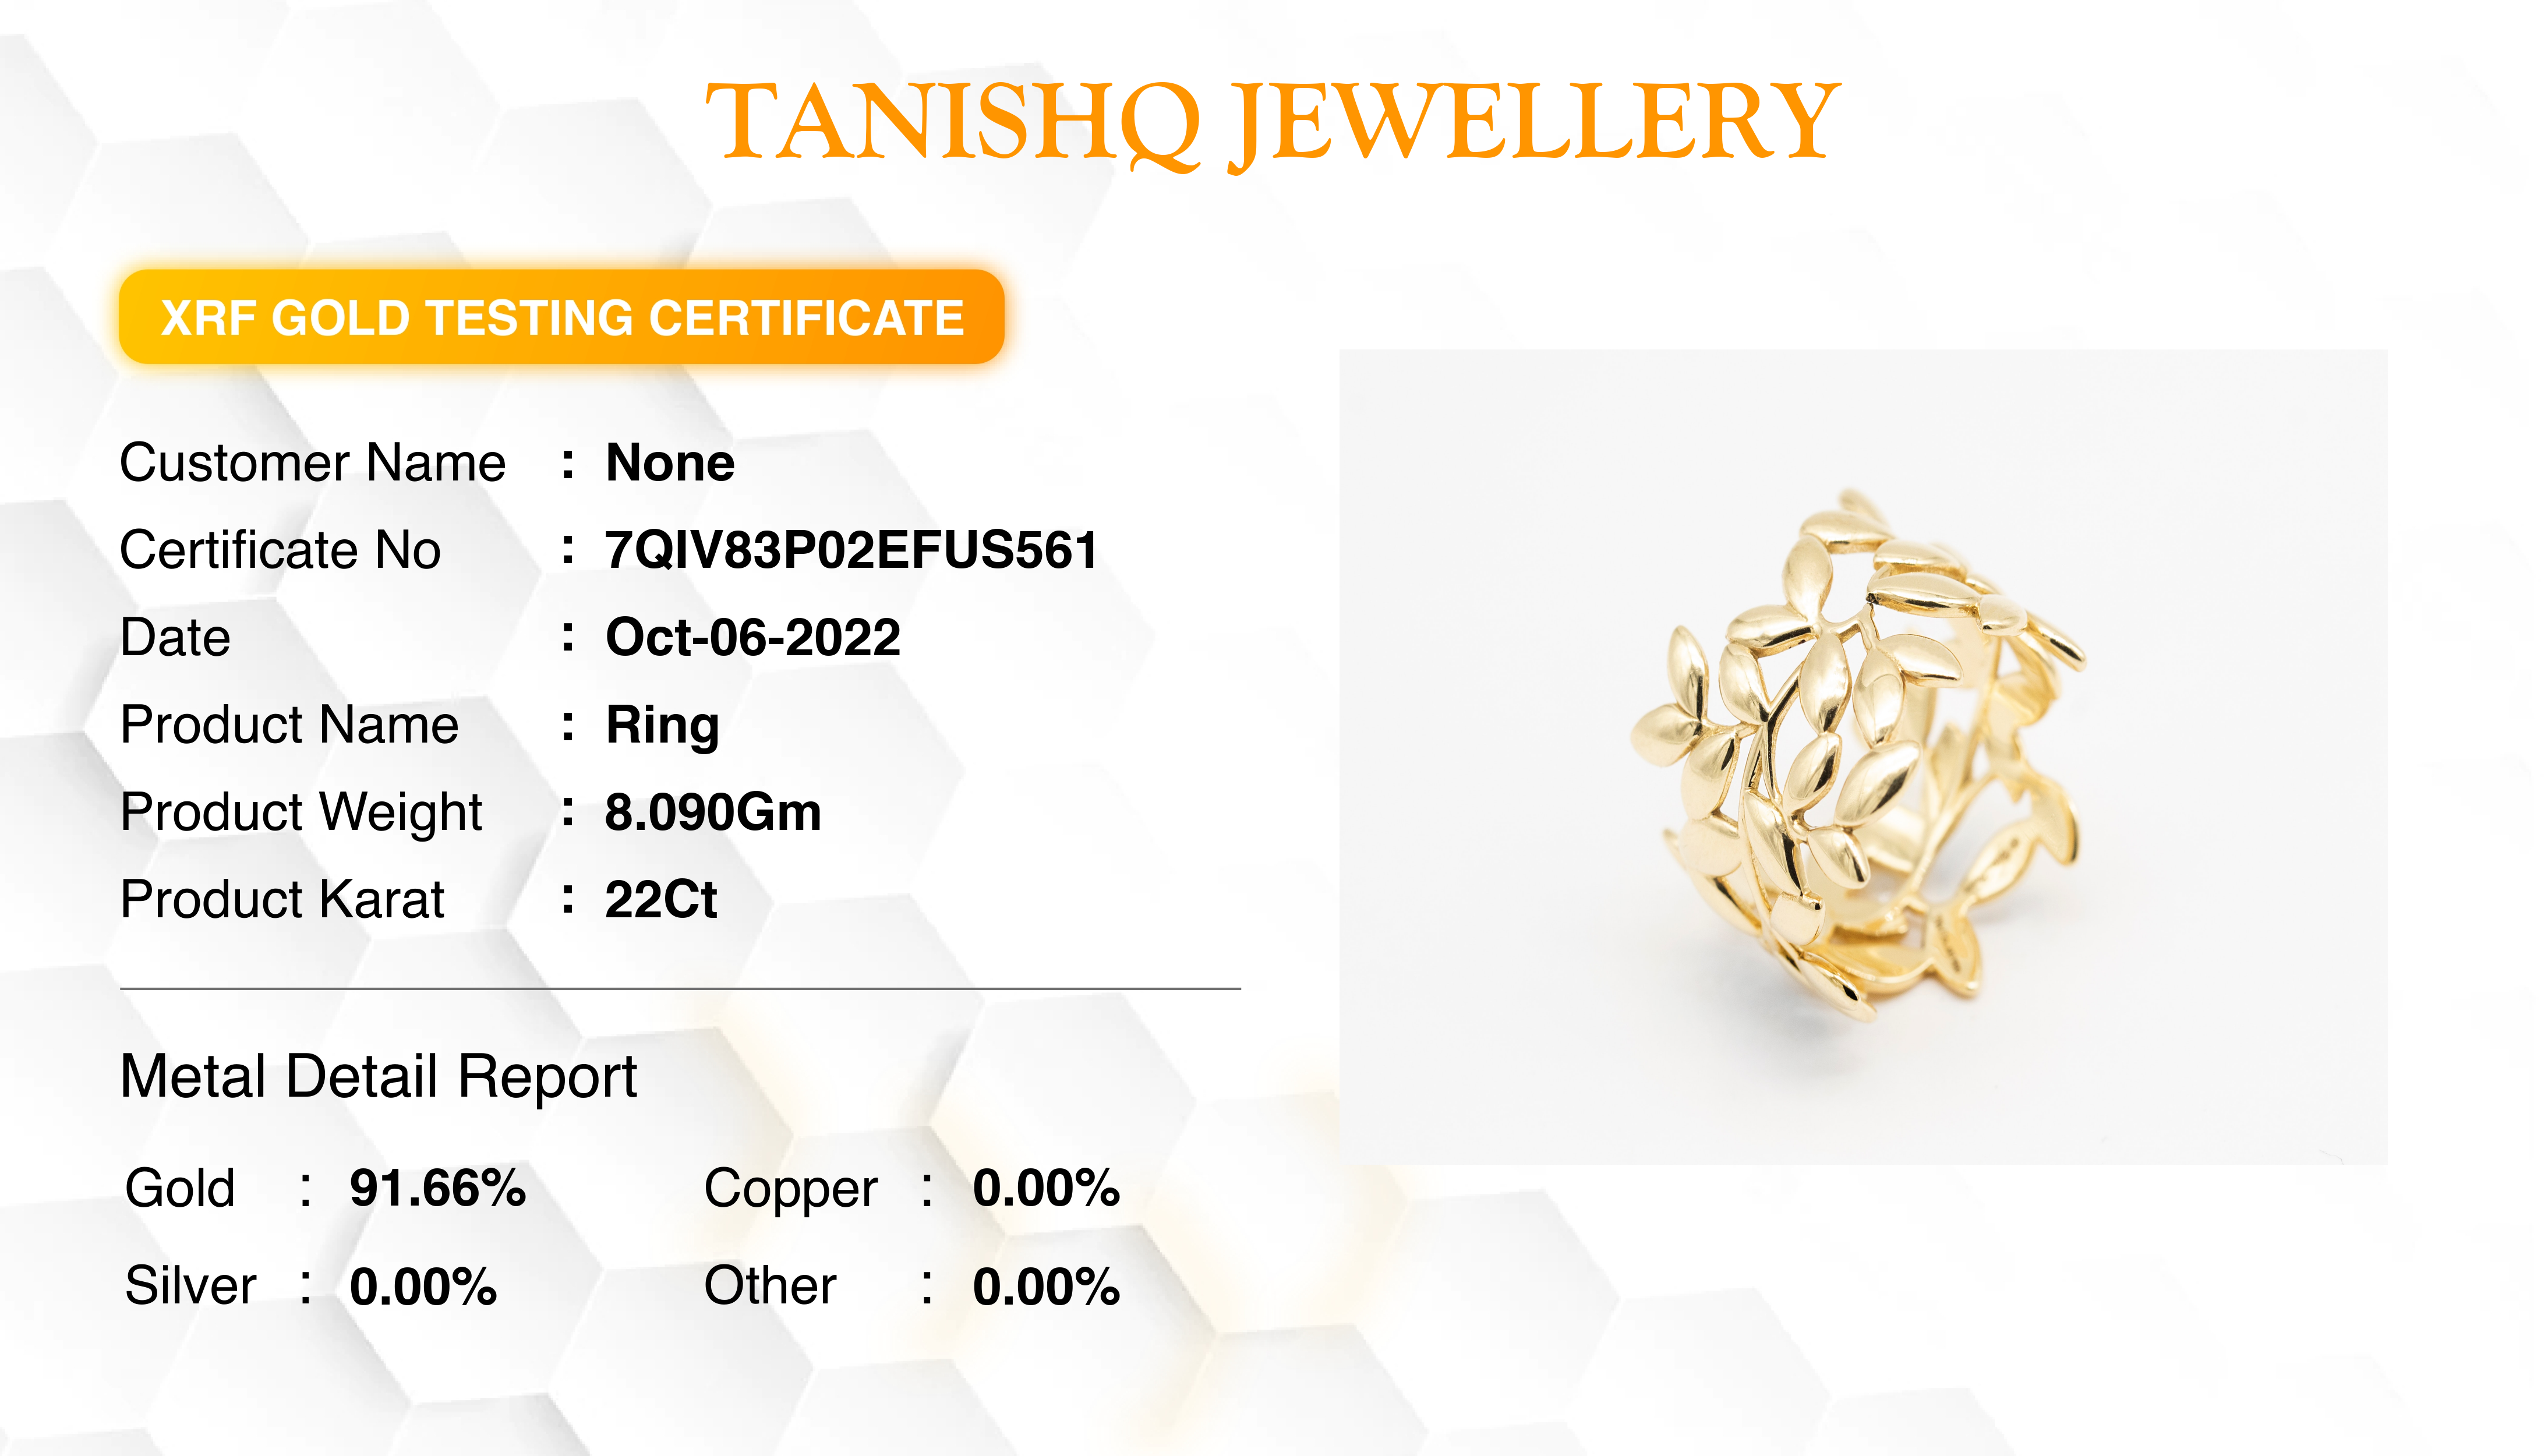 TANISHQ JEWELLERY
XRF GOLD TESTING CERTIFICATE
Customer Name : None
Certificate No : 7QIV83P02EFUS561
Date : Oct-06-2022
Product Name : Ring
Product Weight : 8.090Gm
Product Karat : 22Ct
Metal Detail Report
Gold : 91.66% Copper : 0.00%
Silver : 0.00% Other : 0.00%